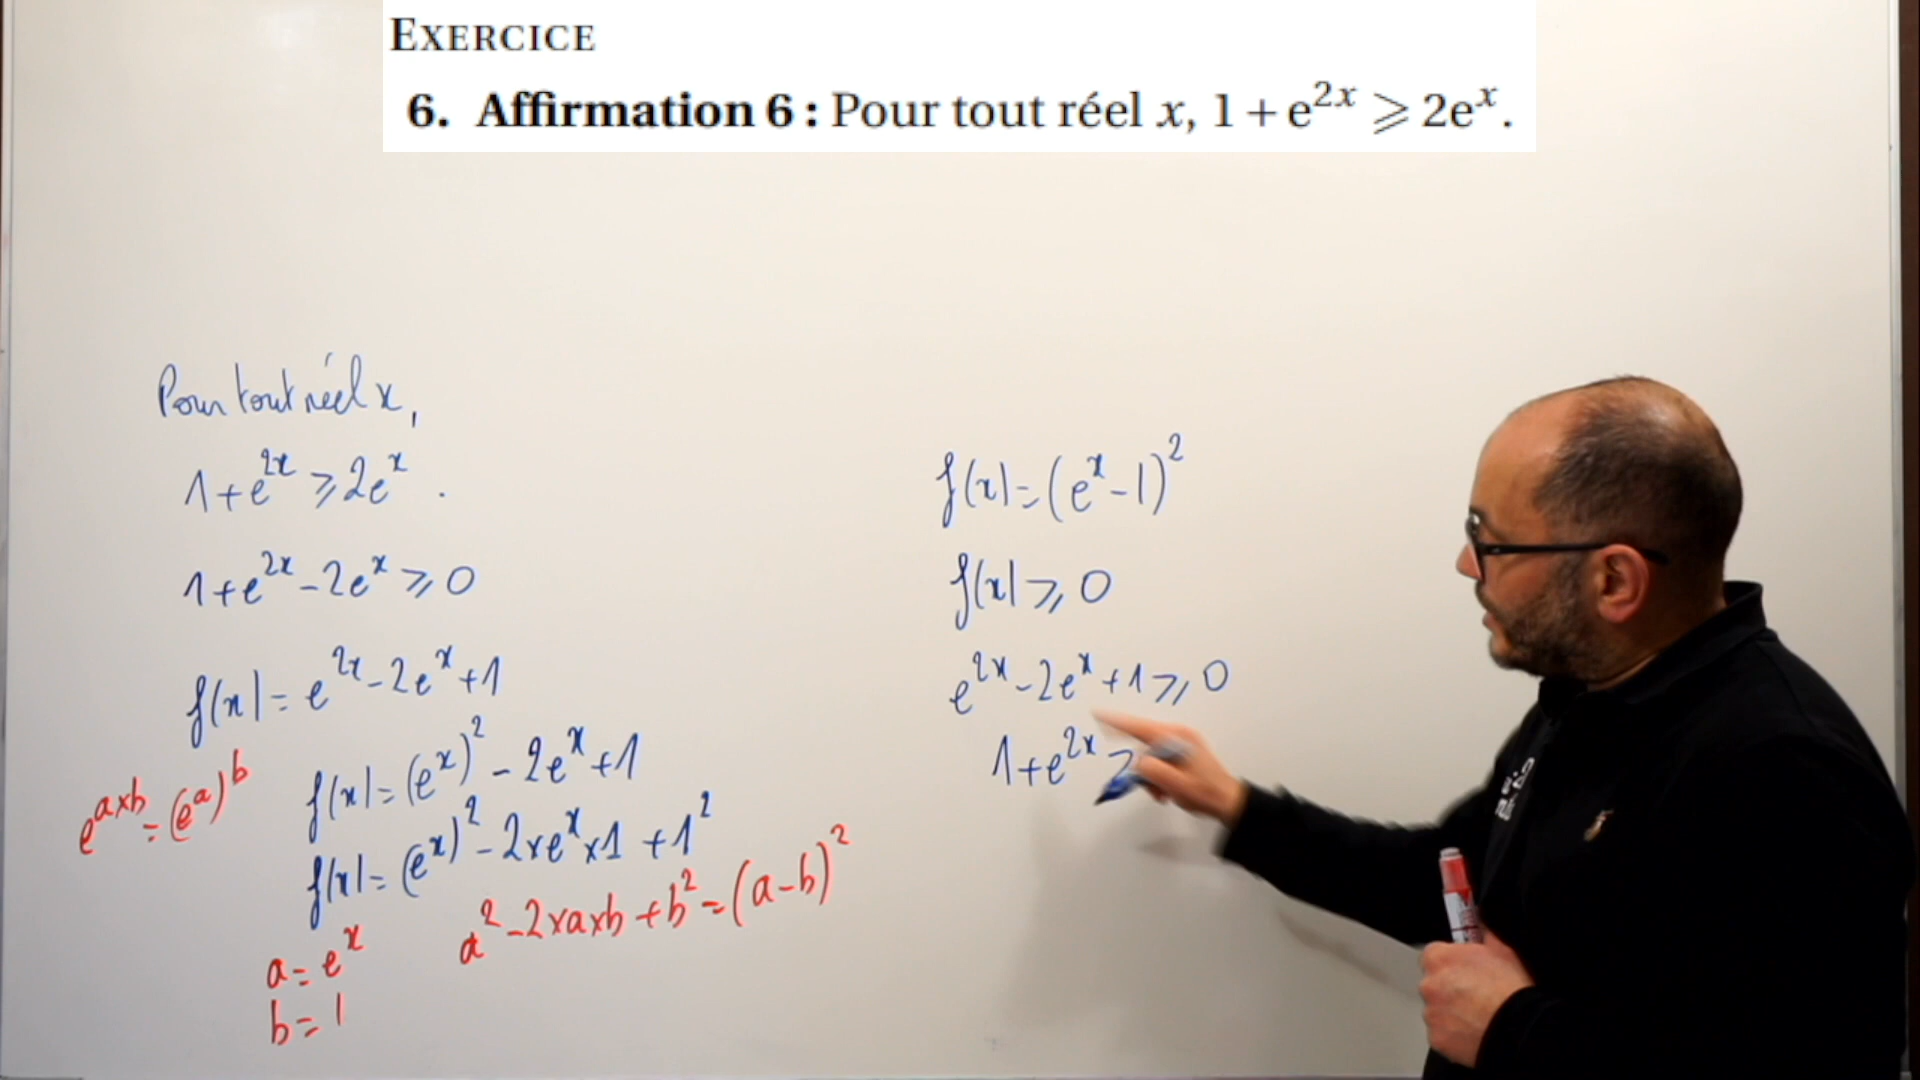 EXERCICE
6. Affirmation 6 : Pour tout réel x, 1 + e^{2x} ⩾ 2e^x.
Pour tout réel x,
1+e^{2x} ⩾ 2e^x .
1+e^{2x} - 2e^x ⩾ 0
f(x) = e^{2x} - 2e^x + 1
f(x) = (e^x)^2 - 2e^x + 1
e^{a×b} = (e^a)^b
f(x) = (e^x)^2 - 2×e^x×1 + 1^2
a^2 - 2×a×b + b^2 = (a-b)^2
a = e^x
b = 1
f(x) = (e^x - 1)^2
f(x) ⩾ 0
e^{2x} - 2e^x + 1 ⩾ 0
1+e^{2x} ⩾